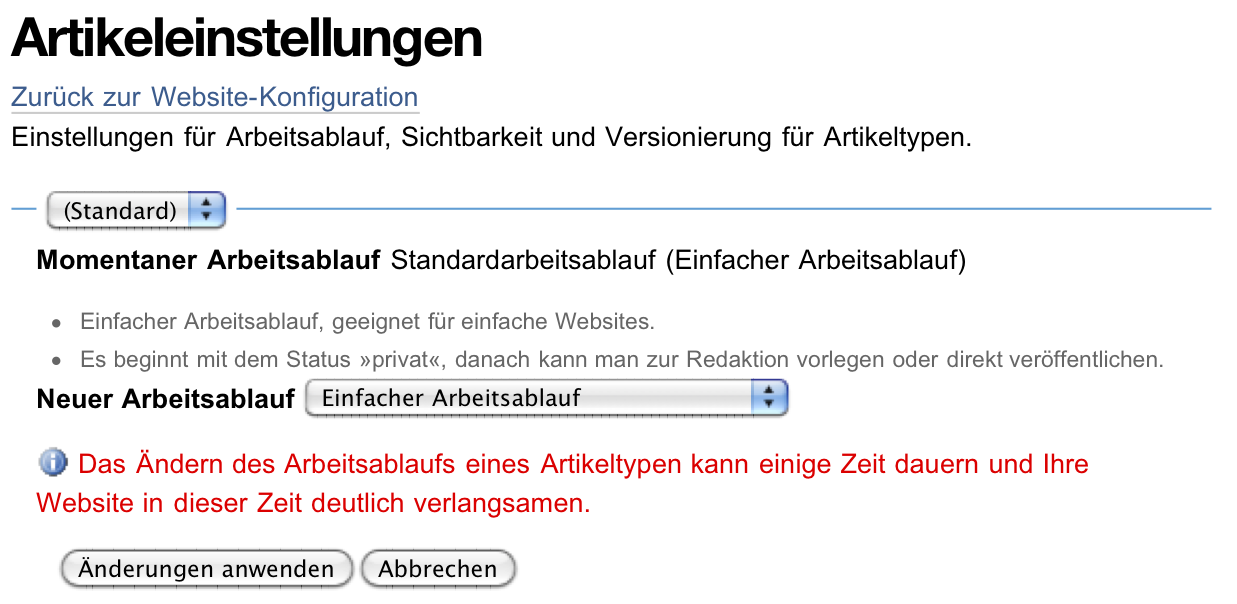 Artikeleinstellungen
Zurück zur Website-Konfiguration
Einstellungen für Arbeitsablauf, Sichtbarkeit und Versionierung für Artikeltypen.
(Standard)
Momentaner Arbeitsablauf Standardarbeitsablauf (Einfacher Arbeitsablauf)
• Einfacher Arbeitsablauf, geeignet für einfache Websites.
• Es beginnt mit dem Status »privat«, danach kann man zur Redaktion vorlegen oder direkt veröffentlichen.
Neuer Arbeitsablauf Einfacher Arbeitsablauf
Das Ändern des Arbeitsablaufs eines Artikeltypen kann einige Zeit dauern und Ihre
Website in dieser Zeit deutlich verlangsamen.
Änderungen anwenden Abbrechen